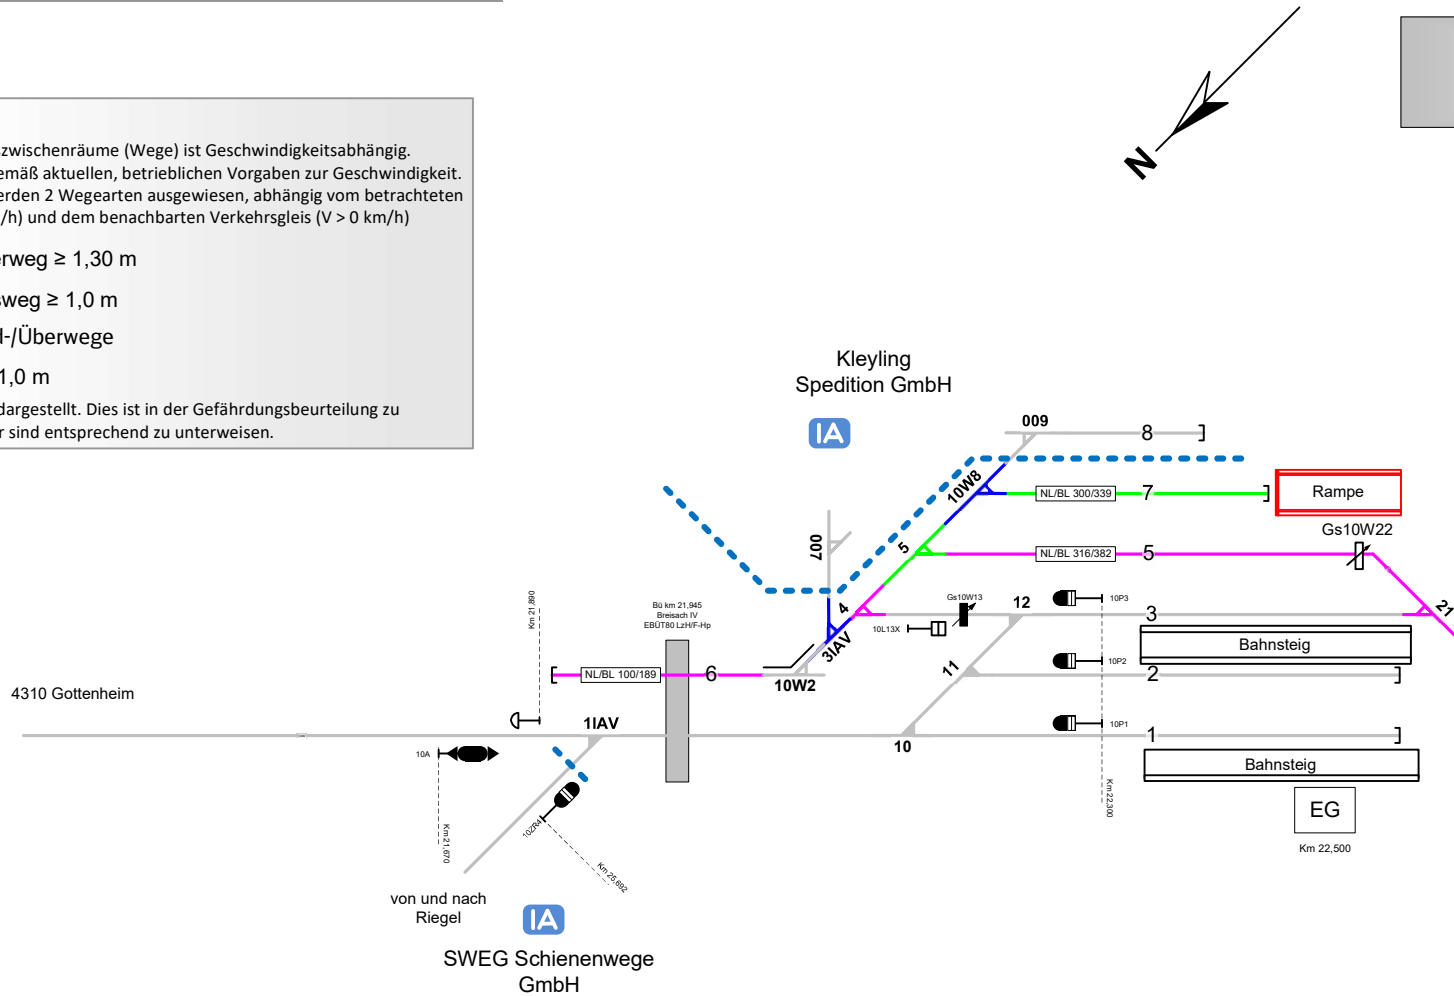 zwischenräume (Wege) ist Geschwindigkeitsabhängig.
emäß aktuellen, betrieblichen Vorgaben zur Geschwindigkeit.
erden 2 Wegearten ausgewiesen, abhängig vom betrachteten
/h) und dem benachbarten Verkehrsgleis (V > 0 km/h)
erweg ≥ 1,30 m
sweg ≥ 1,0 m
d-/Überwege
1,0 m
dargestellt. Dies ist in der Gefährdungsbeurteilung zu
r sind entsprechend zu unterweisen.
N
Kleyling
Spedition GmbH
IA
009
8
10W8
NL/BL 300/339
7
Rampe
Gs10W22
007
5
NL/BL 316/382
5
Km 21,890
Bü km 21,945
Breisach IV
EBÜT80 LzH/F-Hp
4
3IAV
Gs10W13
10L13X
12
10P3
3
21
Bahnsteig
4310 Gottenheim
NL/BL 100/189
6
10W2
11
10P2
2
1IAV
10
10P1
1
10A
Bahnsteig
Km 21,670
10ZR4
Km 25,692
Km 22,300
EG
Km 22,500
von und nach
Riegel
IA
SWEG Schienenwege
GmbH